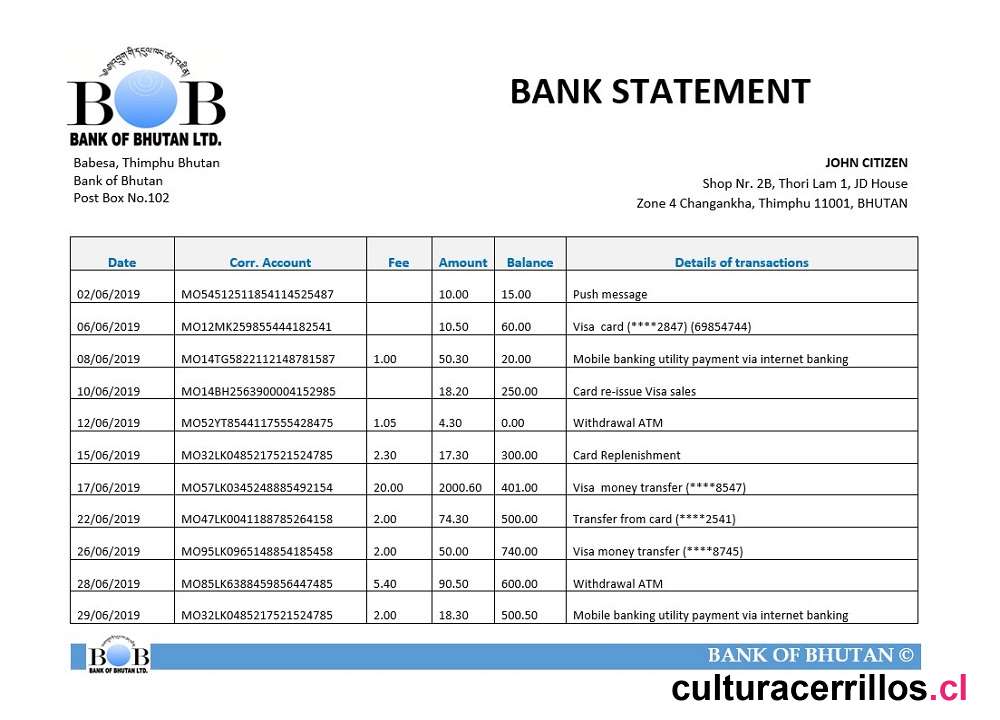 BOB
BANK OF BHUTAN LTD.
Babesa, Thimphu Bhutan
Bank of Bhutan
Post Box No.102
BANK STATEMENT
JOHN CITIZEN
Shop Nr. 2B, Thori Lam 1, JD House
Zone 4 Changankha, Thimphu 11001, BHUTAN
Date Corr. Account Fee Amount Balance Details of transactions
02/06/2019 MO54512511854114525487 10.00 15.00 Push message
06/06/2019 MO12MK259855444182541 10.50 60.00 Visa card (****2847) (69854744)
08/06/2019 MO14TG5822112148781587 1.00 50.30 20.00 Mobile banking utility payment via internet banking
10/06/2019 MO14BH2563900004152985 18.20 250.00 Card re-issue Visa sales
12/06/2019 MO52YT8544117555428475 1.05 4.30 0.00 Withdrawal ATM
15/06/2019 MO32LK0485217521524785 2.30 17.30 300.00 Card Replenishment
17/06/2019 MO57LK0345248885492154 20.00 2000.60 401.00 Visa money transfer (****8547)
22/06/2019 MO47LK0041188785264158 2.00 74.30 500.00 Transfer from card (****2541)
26/06/2019 MO95LK0965148854185458 2.00 50.00 740.00 Visa money transfer (****8745)
28/06/2019 MO85LK6388459856447485 5.40 90.50 600.00 Withdrawal ATM
29/06/2019 MO32LK0485217521524785 2.00 18.30 500.50 Mobile banking utility payment via internet banking
BOB
BANK OF BHUTAN LTD.
BANK OF BHUTAN ©
culturacerrillos.cl